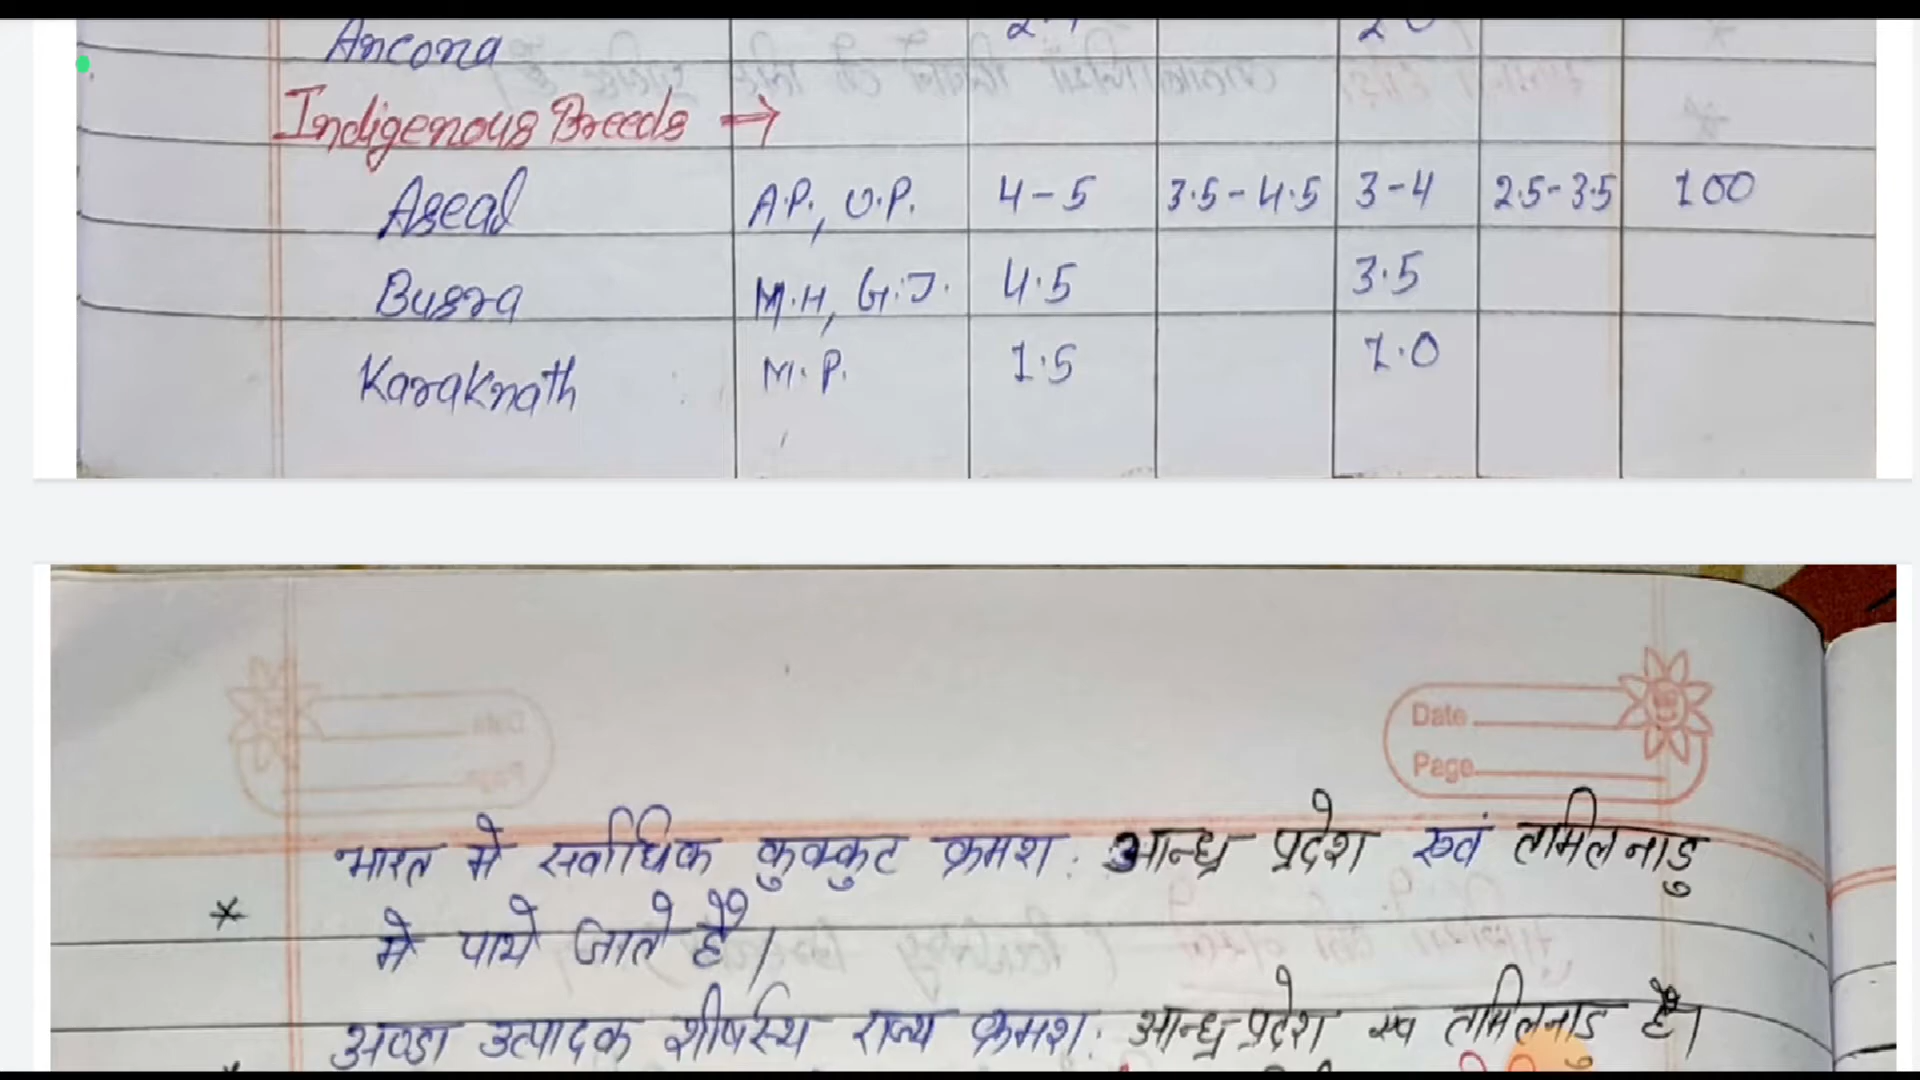 Ancona
Indigenous Breeds →
Aseal A.P., U.P. 4-5 3.5-4.5 3-4 2.5-3.5 100
Busra M.H, G.J. 4.5 3.5
Karaknath M.P. 1.5 1.0
Date
Page
भारत मे सर्वाधिक कुक्कुट क्रमश: आन्ध्र प्रदेश एवं तमिलनाडु
* मे पाये जाते है।
अण्डा उत्पादक शीर्षस्थ राज्य क्रमश: आन्ध्र प्रदेश एव तमिलनाडु है।